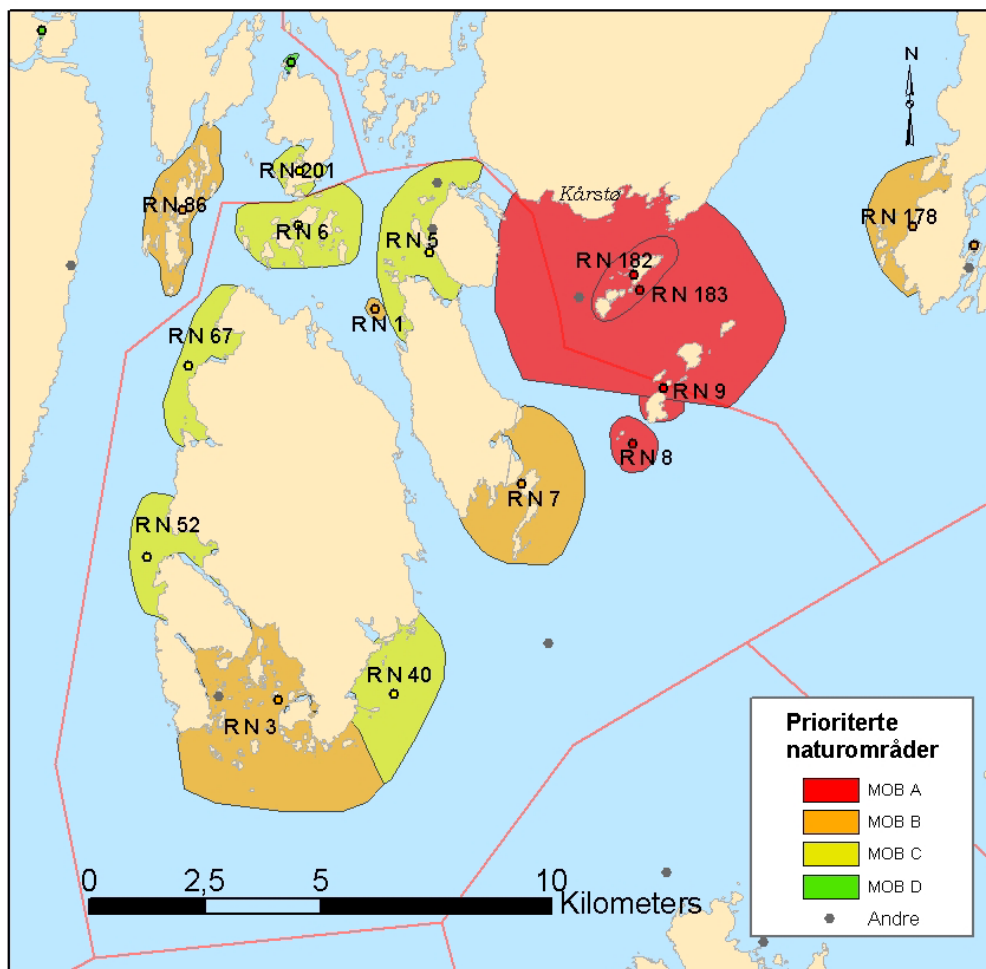 N
RN 201
Kårstø
RN 86
RN 178
RN 6
RN 5
RN 182
RN 183
RN 1
RN 67
RN 9
RN 8
RN 7
RN 52
RN 40
RN 3
Prioriterte
naturområder
MOB A
MOB B
MOB C
MOB D
Andre
0 2,5 5 10
Kilometers